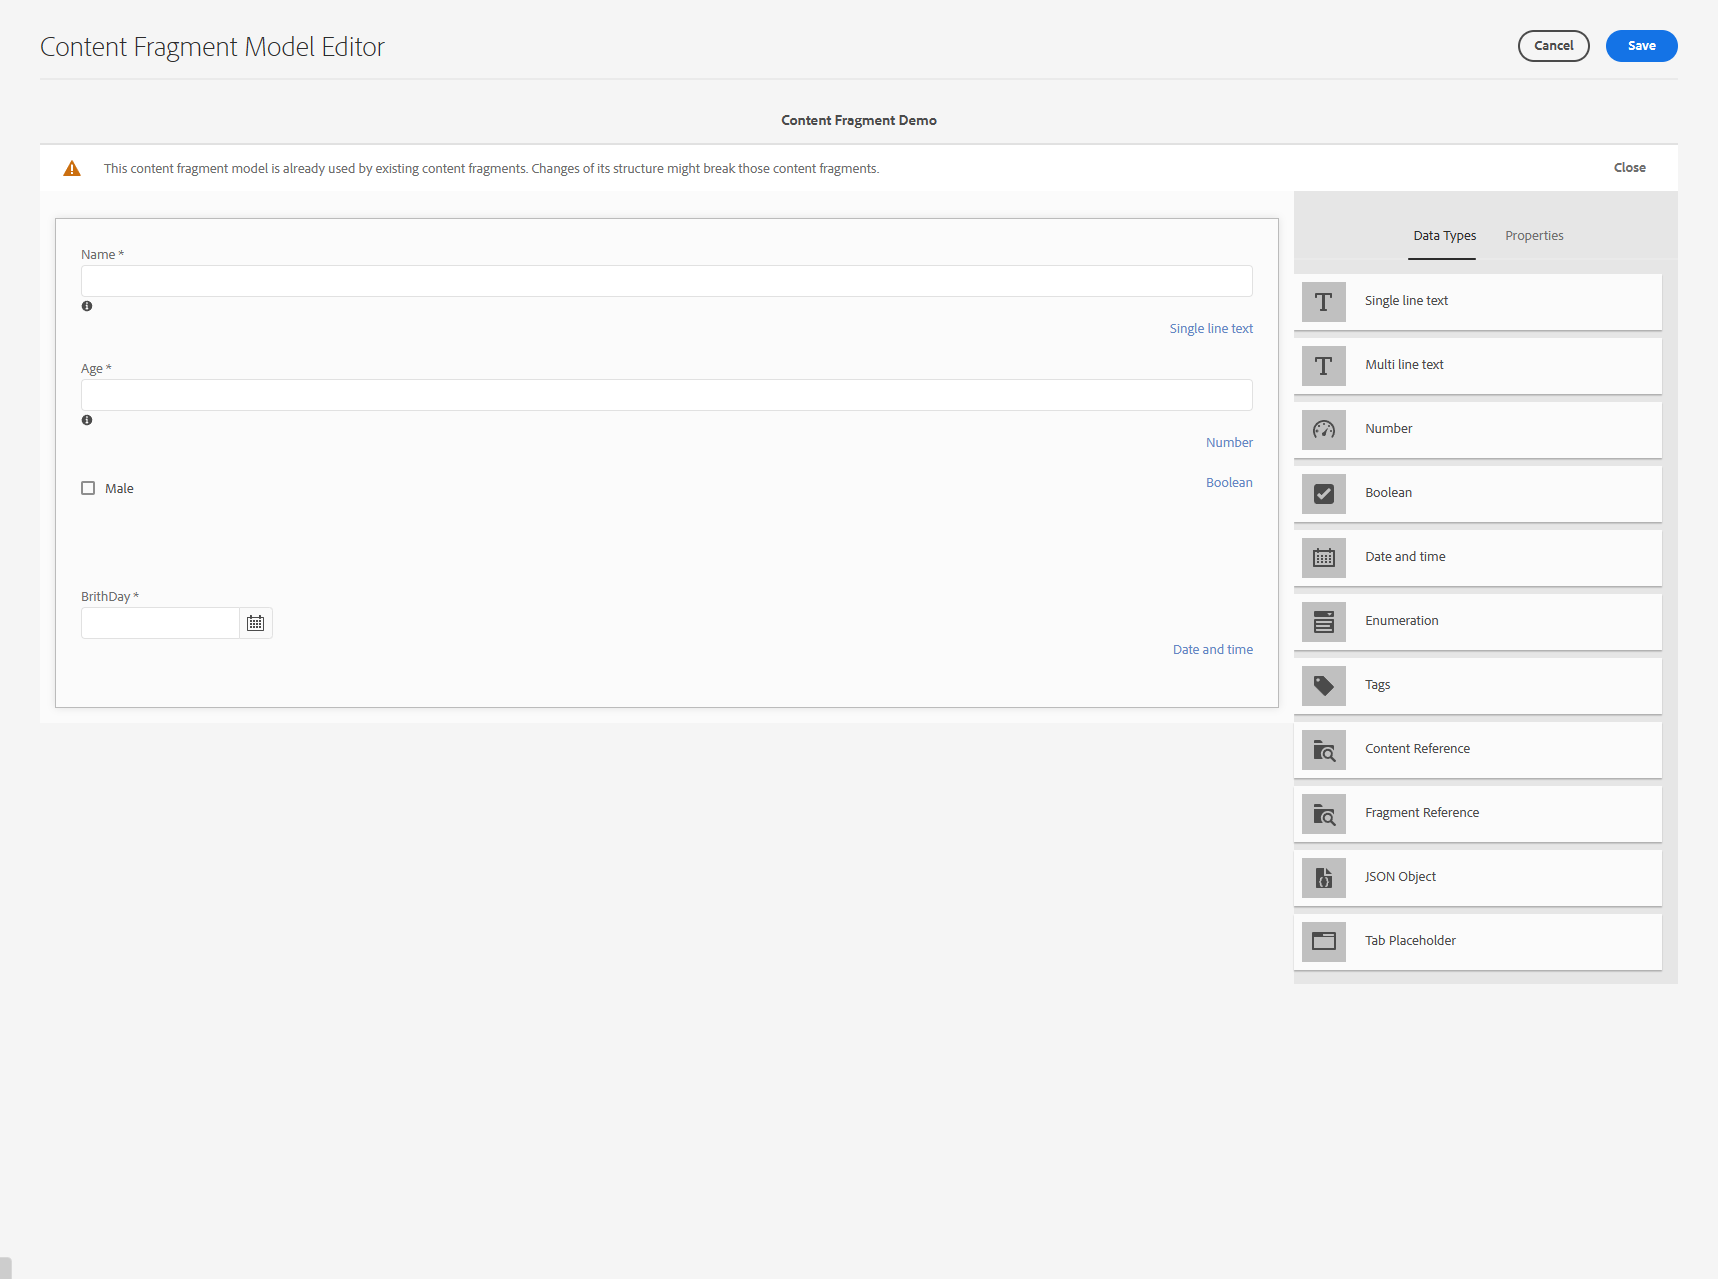 Content Fragment Model Editor
Cancel
Save
Content Fragment Demo
This content fragment model is already used by existing content fragments. Changes of its structure might break those content fragments.
Close
Name *
Single line text
Age *
Number
Male
Boolean
BrithDay *
Date and time
Data Types
Properties
Single line text
Multi line text
Number
Boolean
Date and time
Enumeration
Tags
Content Reference
Fragment Reference
JSON Object
Tab Placeholder